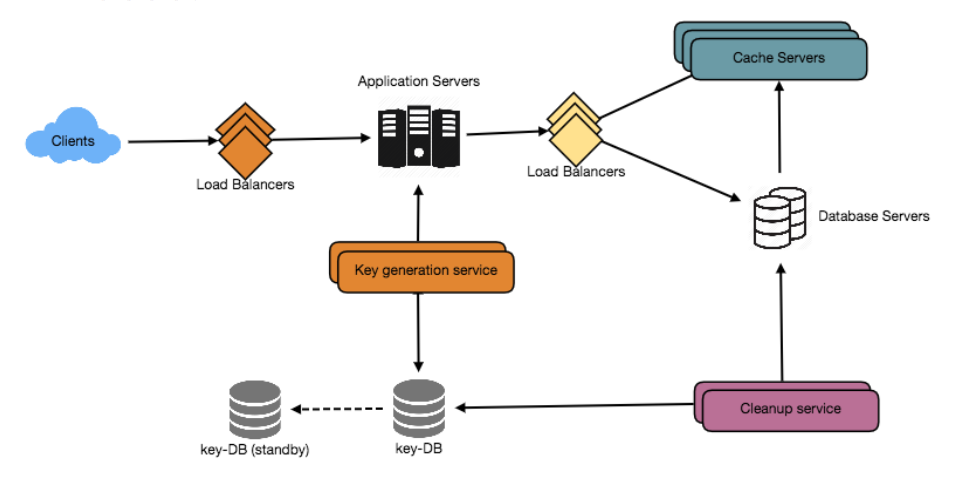 Cache Servers
Application Servers
Clients
Load Balancers
Load Balancers
Database Servers
Key generation service
Cleanup service
key-DB (standby)
key-DB